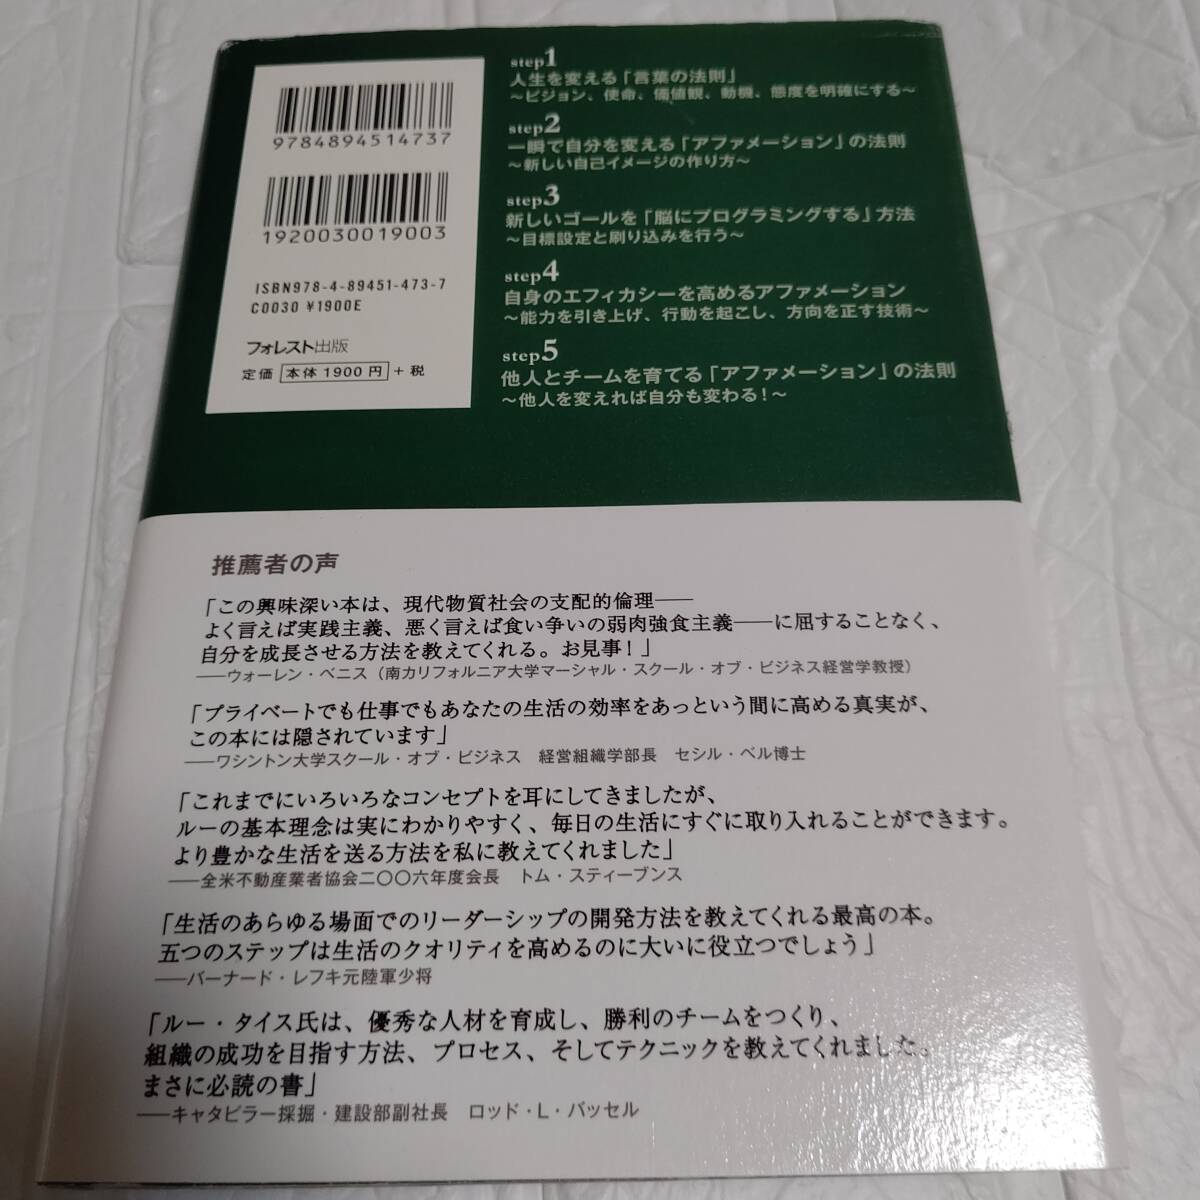 9784894514737
1920030019003
ISBN978-4-89451-473-7
C0030 ¥1900E
フォレスト出版
定価 本体 1900 円 + 税
step1
人生を変える「言葉の法則」
～ビジョン、使命、価値観、動機、態度を明確にする～
step2
一瞬で自分を変える「アファメーション」の法則
～新しい自己イメージの作り方～
step3
新しいゴールを「脳にプログラミングする」方法
～目標設定と刷り込みを行う～
step4
自身のエフィカシーを高めるアファメーション
～能力を引き上げ、行動を起こし、方向を正す技術～
step5
他人とチームを育てる「アファメーション」の法則
～他人を変えれば自分も変わる！～
推薦者の声
「この興味深い本は、現代物質社会の支配的倫理――
よく言えば実践主義、悪く言えば食い争いの弱肉強食主義――に屈することなく、
自分を成長させる方法を教えてくれる。お見事！」
――ウォーレン・ベニス（南カリフォルニア大学マーシャル・スクール・オブ・ビジネス経営学教授）
「プライベートでも仕事でもあなたの生活の効率をあっという間に高める真実が、
この本には隠されています」
――ワシントン大学スクール・オブ・ビジネス　経営組織学部長　セシル・ベル博士
「これまでにいろいろなコンセプトを耳にしてきましたが、
ルーの基本理念は実にわかりやすく、毎日の生活にすぐに取り入れることができます。
より豊かな生活を送る方法を私に教えてくれました」
――全米不動産業者協会二〇〇六年度会長　トム・スティーブンス
「生活のあらゆる場面でのリーダーシップの開発方法を教えてくれる最高の本。
五つのステップは生活のクオリティを高めるのに大いに役立つでしょう」
――バーナード・レフキ元陸軍少将
「ルー・タイス氏は、優秀な人材を育成し、勝利のチームをつくり、
組織の成功を目指す方法、プロセス、そしてテクニックを教えてくれました。
まさに必読の書」
――キャタピラー採掘・建設部副社長　ロッド・L・バッセル